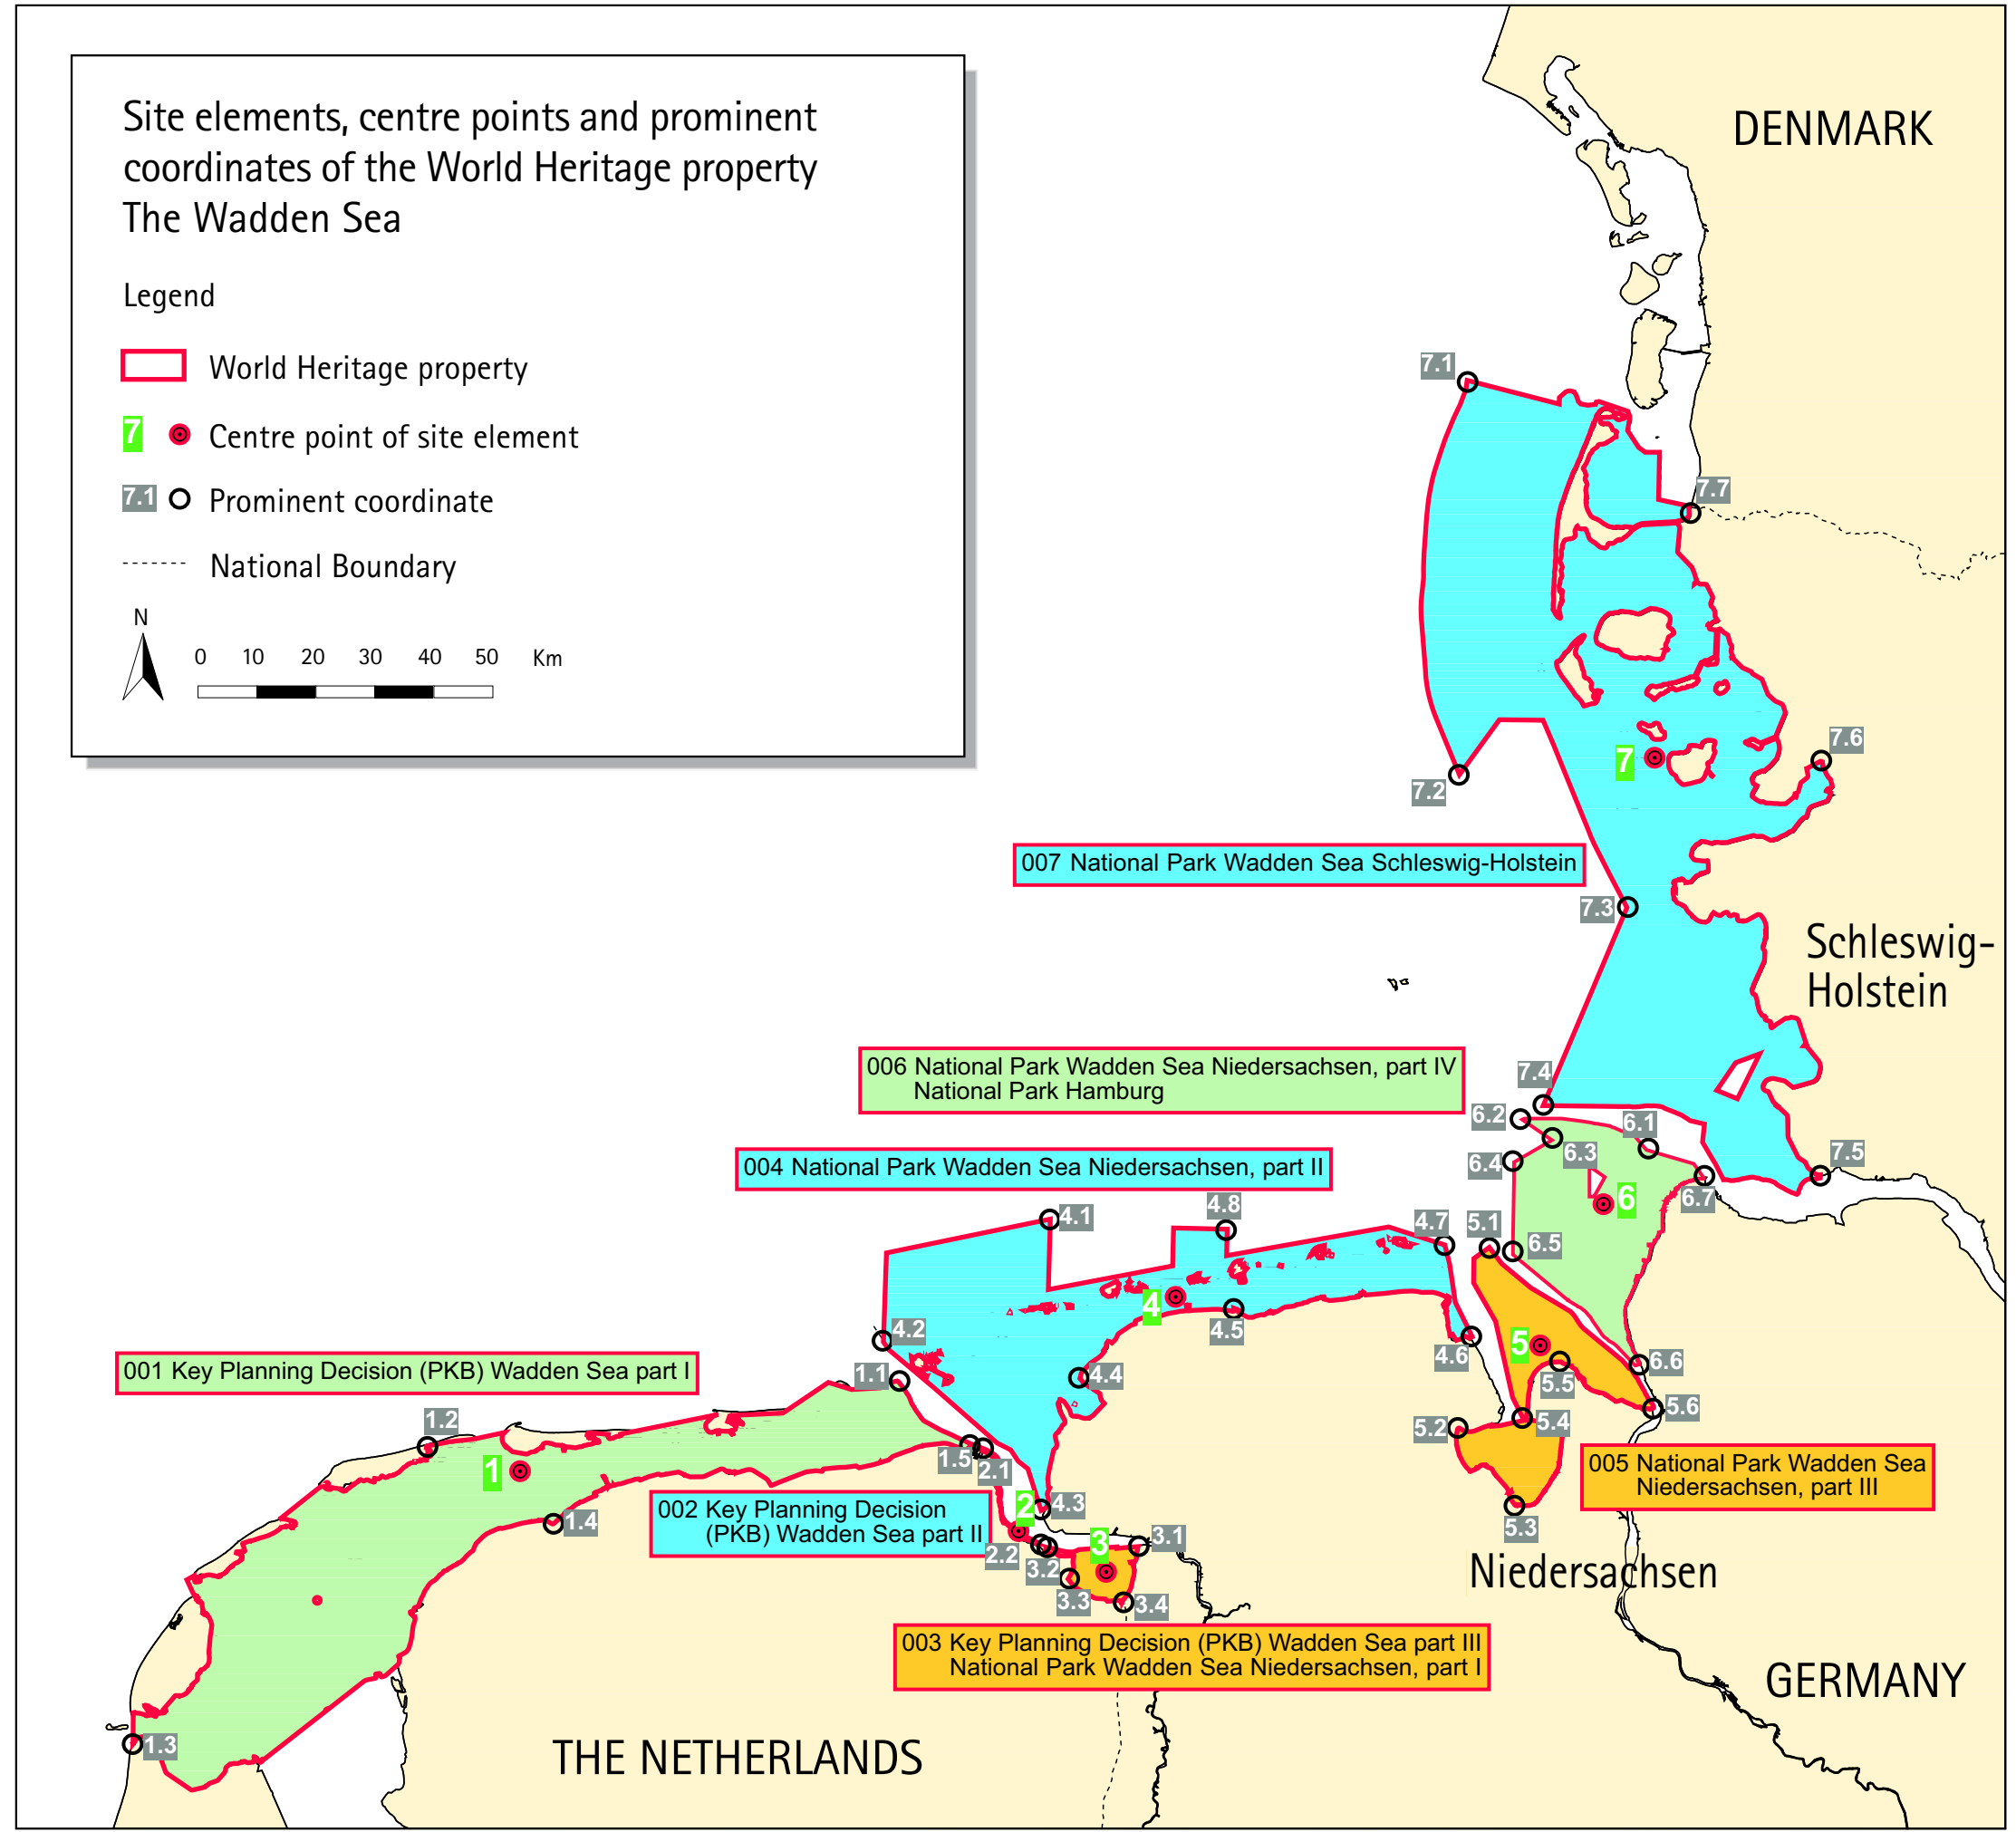 Site elements, centre points and prominent
coordinates of the World Heritage property
The Wadden Sea
Legend
World Heritage property
7 Centre point of site element
7.1 Prominent coordinate
National Boundary
N
0 10 20 30 40 50 Km
DENMARK
7.1
7.7
7.6
7
7.2
007 National Park Wadden Sea Schleswig-Holstein
7.3
Schleswig-
Holstein
006 National Park Wadden Sea Niedersachsen, part IV
National Park Hamburg
7.4
6.2
6.1
6.3
6.4
7.5
004 National Park Wadden Sea Niedersachsen, part II
6
6.7
4.1
4.8
4.7
5.1
6.5
4
4.2
4.5
5
4.6
6.6
001 Key Planning Decision (PKB) Wadden Sea part I
1.1
4.4
5.5
5.6
1.2
5.2
5.4
1.5
2.1
1
005 National Park Wadden Sea
Niedersachsen, part III
002 Key Planning Decision
(PKB) Wadden Sea part II
2
4.3
1.4
5.3
3
3.1
2.2
3.2
Niedersachsen
3.3
3.4
003 Key Planning Decision (PKB) Wadden Sea part III
National Park Wadden Sea Niedersachsen, part I
GERMANY
1.3
THE NETHERLANDS